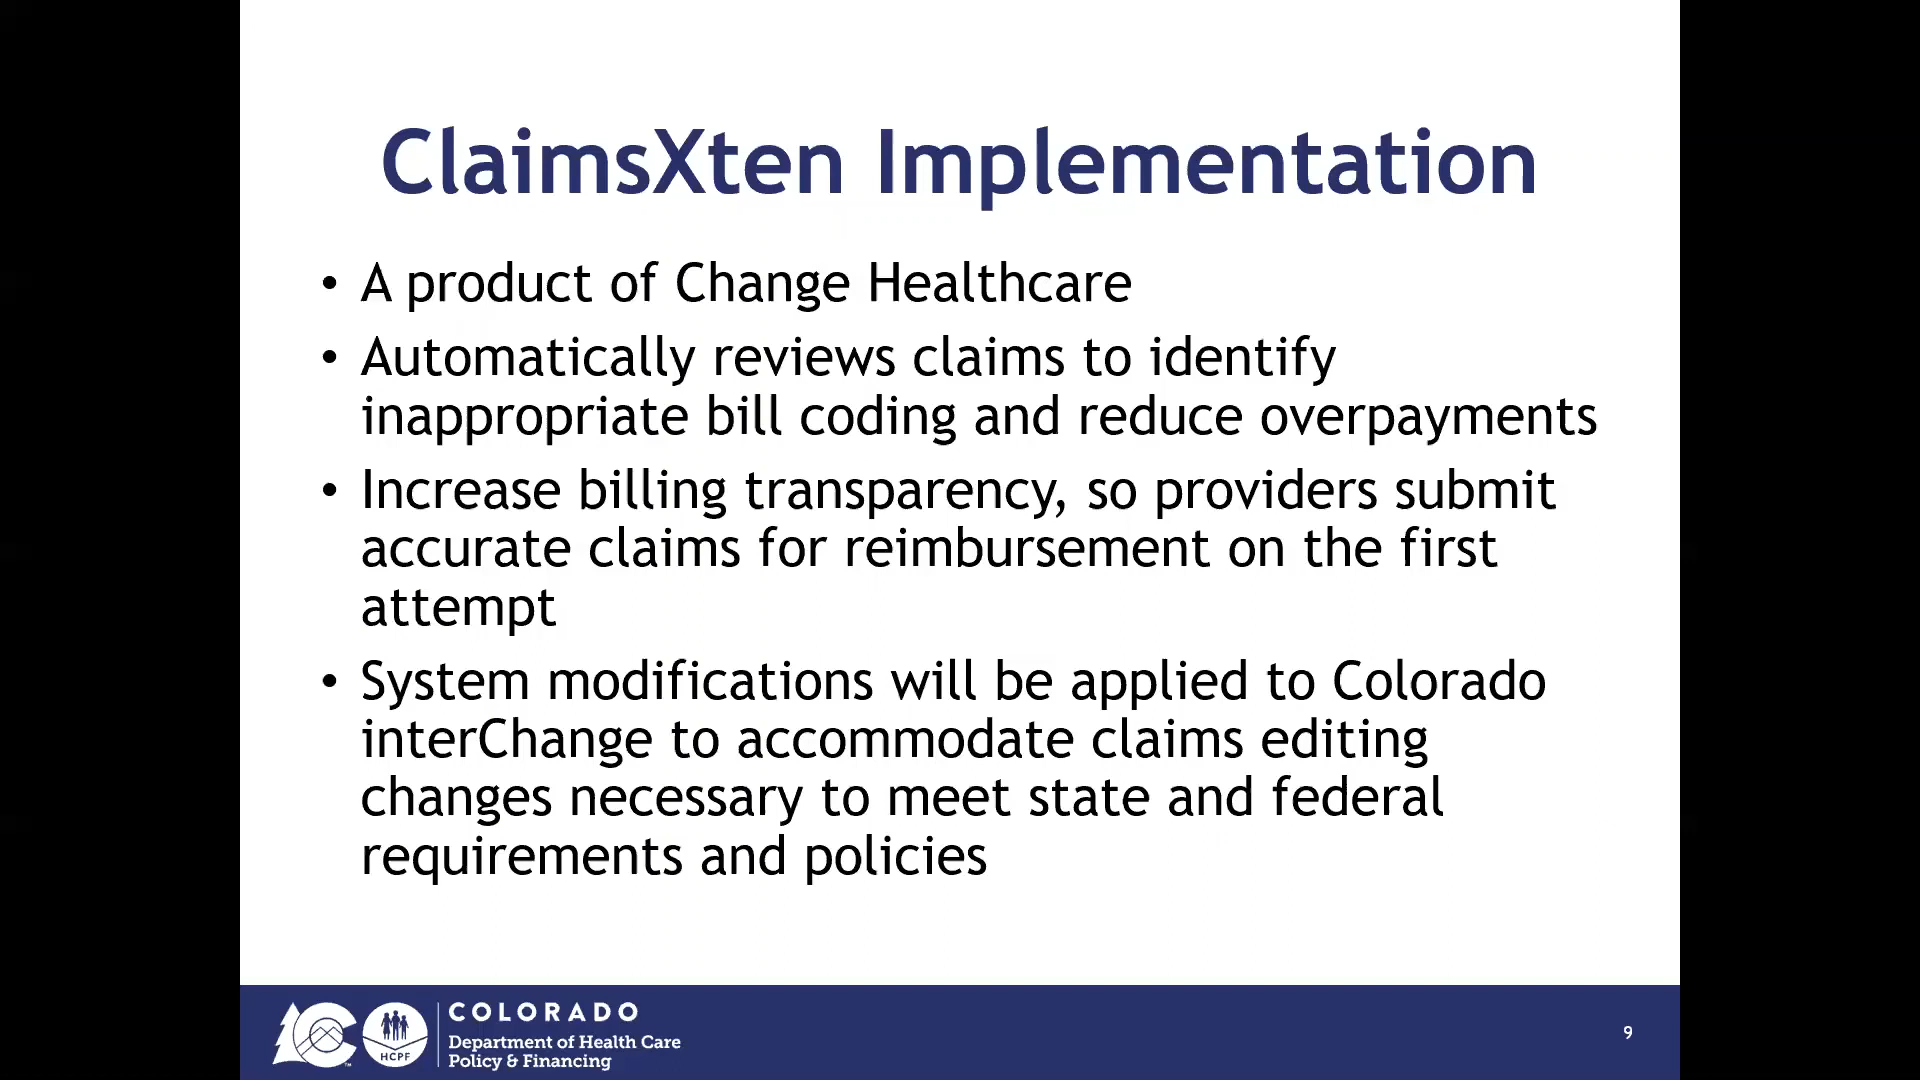 ClaimsXten Implementation
• A product of Change Healthcare
• Automatically reviews claims to identify
inappropriate bill coding and reduce overpayments
• Increase billing transparency, so providers submit
accurate claims for reimbursement on the first
attempt
• System modifications will be applied to Colorado
interChange to accommodate claims editing
changes necessary to meet state and federal
requirements and policies
HCPF
TM
COLORADO
Department of Health Care
Policy & Financing
9